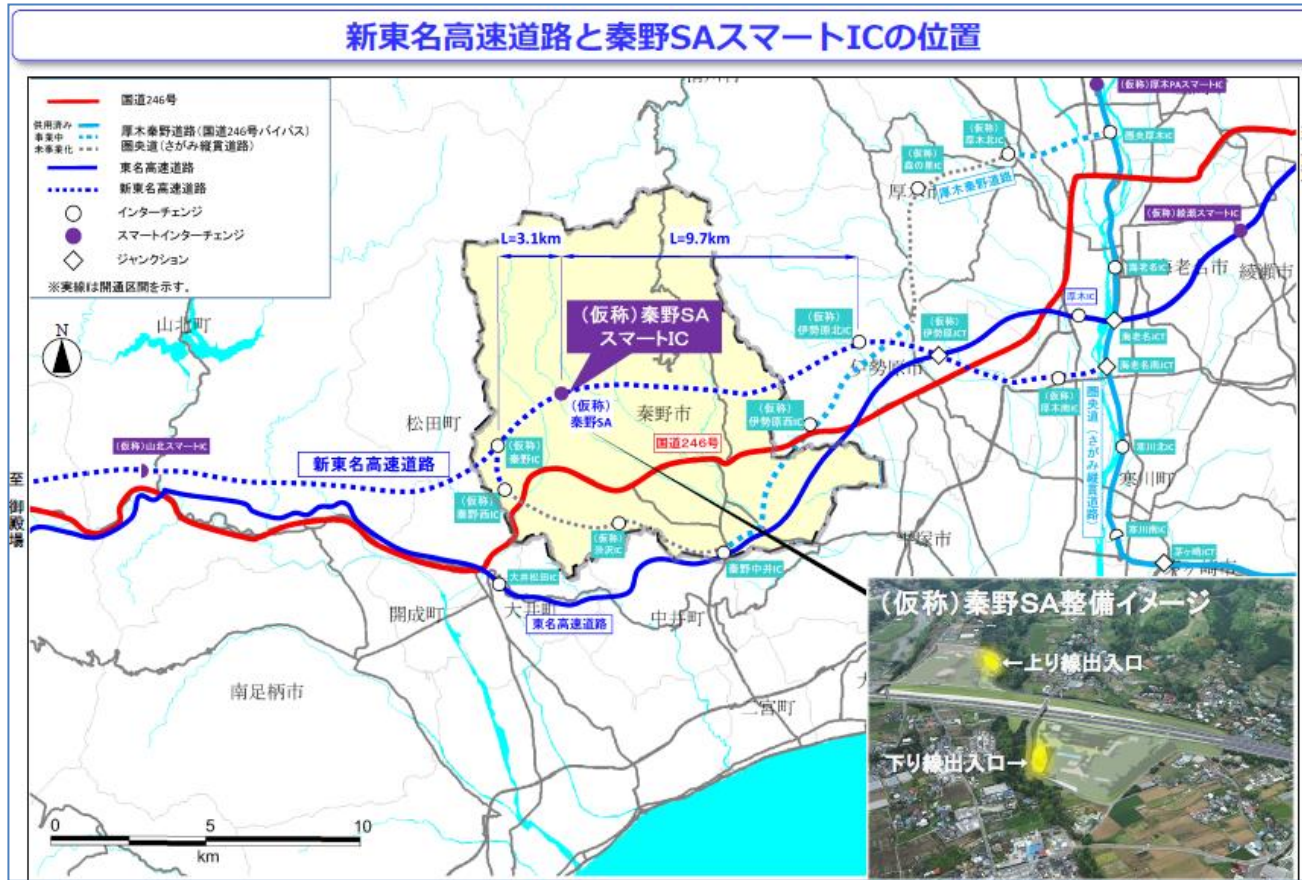 新東名高速道路と秦野SAスマートICの位置
国道246号
供用済み
事業中
未事業化
厚木秦野道路(国道246号バイパス)
圏央道(さがみ縦貫道路)
東名高速道路
新東名高速道路
インターチェンジ
スマートインターチェンジ
ジャンクション
※実線は開通区間を示す。
N
山北町
(仮称)厚木PAスマートIC
圏央厚木IC
(仮称)
厚木北IC
(仮称)
森の里IC
厚木市
厚木秦野道路
(仮称)綾瀬スマートIC
海老名IC
海老名市
綾瀬市
L=3.1km
L=9.7km
(仮称)秦野SA
スマートIC
(仮称)
伊勢原北IC
(仮称)
伊勢原JCT
厚木IC
海老名JCT
伊勢原市
海老名南JCT
(仮称)
厚木南IC
(仮称)
秦野SA
秦野市
(仮称)
伊勢原西IC
国道246号
松田町
圏央道(さがみ縦貫道路)
寒川北IC
寒川町
(仮称)山北スマートIC
新東名高速道路
(仮称)
秦野IC
至 御殿場
(仮称)
秦野西IC
(仮称)
渋沢IC
寒川南IC
茅ヶ崎JCT
平塚市
秦野中井IC
大井松田IC
大井町
開成町
東名高速道路
中井町
南足柄市
二宮町
(仮称)秦野SA整備イメージ
←上り線出入口
下り線出入口→
0 5 10
km